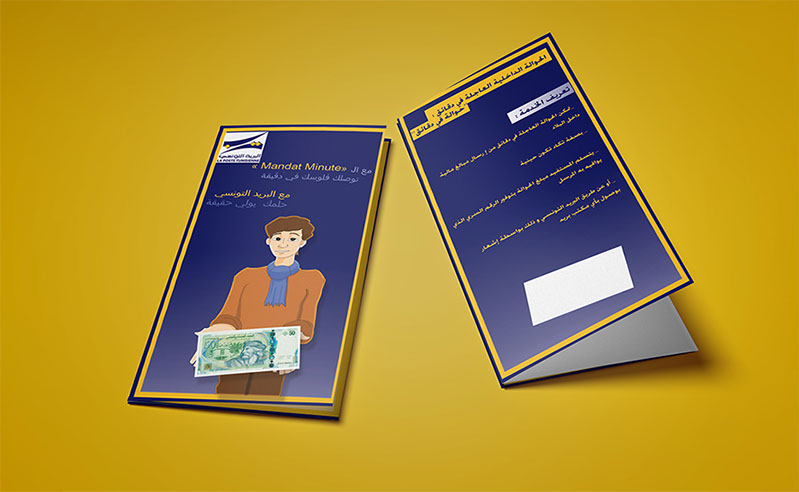 البريد التونسي
LA POSTE TUNISIENNE
مع ال «Mandat Minute »
توصلك فلوسك في دقيقة
مع البريد التونسي
حلمك يولي حقيقة
50
الحوالة الداخلية العاجلة في دقائق :
حوالة في دقائق
تعريف الخدمة :
. تمكن الحوالة العاجلة في دقائق من إرسال مبالغ مالية
داخل البلاد
. بصفة تكاد تكون حينية
. يتسلم المستفيد مبلغ الحوالة بتوفير الرقم السري الذي
يوافيه به المرسل
. أو عن طريق البريد التونسي و ذلك بواسطة إشعار
بوصول بأي مكتب بريد